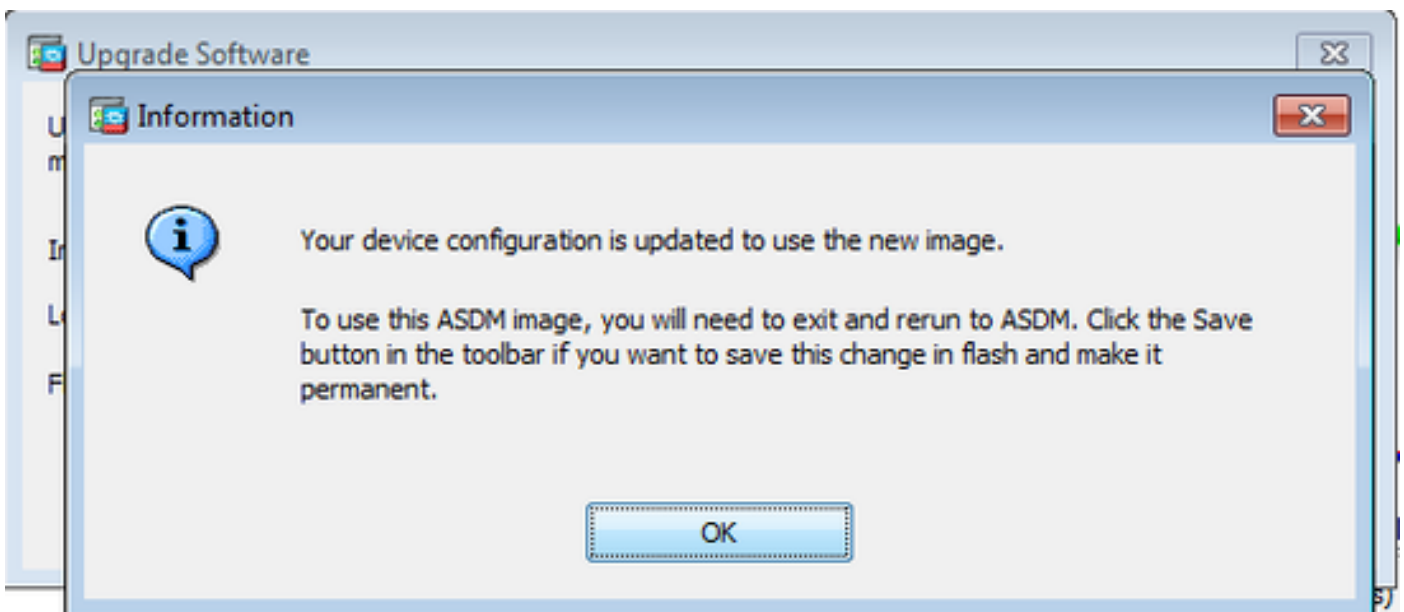 Upgrade Software
Information
Your device configuration is updated to use the new image.
To use this ASDM image, you will need to exit and rerun to ASDM. Click the Save
button in the toolbar if you want to save this change in flash and make it
permanent.
OK